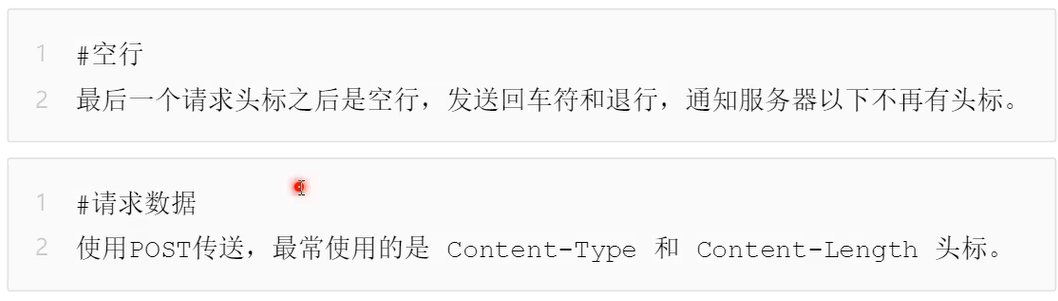 1 #空行
2 最后一个请求头标之后是空行，发送回车符和退行，通知服务器以下不再有头标。
1 #请求数据
2 使用POST传送，最常使用的是 Content-Type 和 Content-Length 头标。